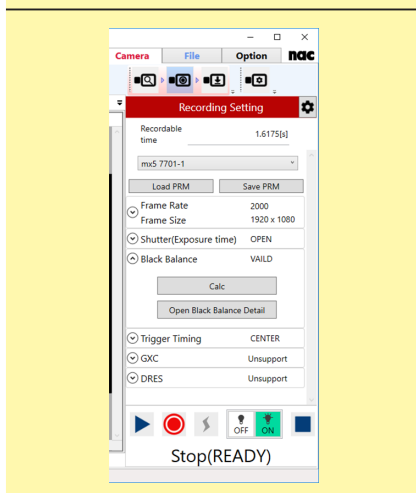 Camera File Option nac
Recording Setting
Recordable
time
1.6175[s]
mx5 7701-1
Load PRM Save PRM
Frame Rate 2000
Frame Size 1920 x 1080
Shutter(Exposure time) OPEN
Black Balance VAILD
Calc
Open Black Balance Detail
Trigger Timing CENTER
GXC Unsupport
DRES Unsupport
OFF ON
Stop(READY)